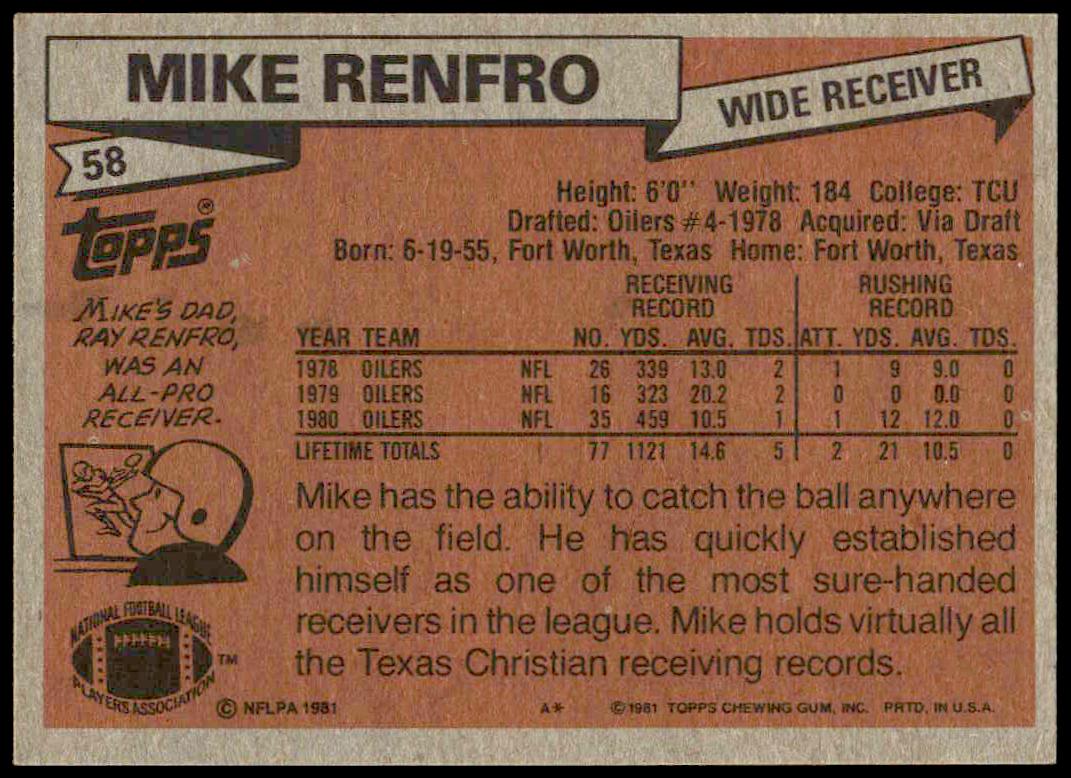 MIKE RENFRO
WIDE RECEIVER
58
TOPPS®
Height: 6'0" Weight: 184 College: TCU
Drafted: Oilers #4-1978 Acquired: Via Draft
Born: 6-19-55, Fort Worth, Texas Home: Fort Worth, Texas
MIKE'S DAD,
RAY RENFRO,
WAS AN
ALL-PRO
RECEIVER.
RECEIVING RUSHING
RECORD RECORD
YEAR TEAM NO. YDS. AVG. TDS. ATT. YDS. AVG. TDS.
1978 OILERS NFL 26 339 13.0 2 1 9 9.0 0
1979 OILERS NFL 16 323 20.2 2 0 0 0.0 0
1980 OILERS NFL 35 459 10.5 1 1 12 12.0 0
LIFETIME TOTALS 77 1121 14.6 5 2 21 10.5 0
Mike has the ability to catch the ball anywhere
on the field. He has quickly established
himself as one of the most sure-handed
receivers in the league. Mike holds virtually all
the Texas Christian receiving records.
NATIONAL FOOTBALL LEAGUE
PLAYERS ASSOCIATION
TM
© NFLPA 1981
A*
©1981 TOPPS CHEWING GUM, INC. PRTD. IN U.S.A.